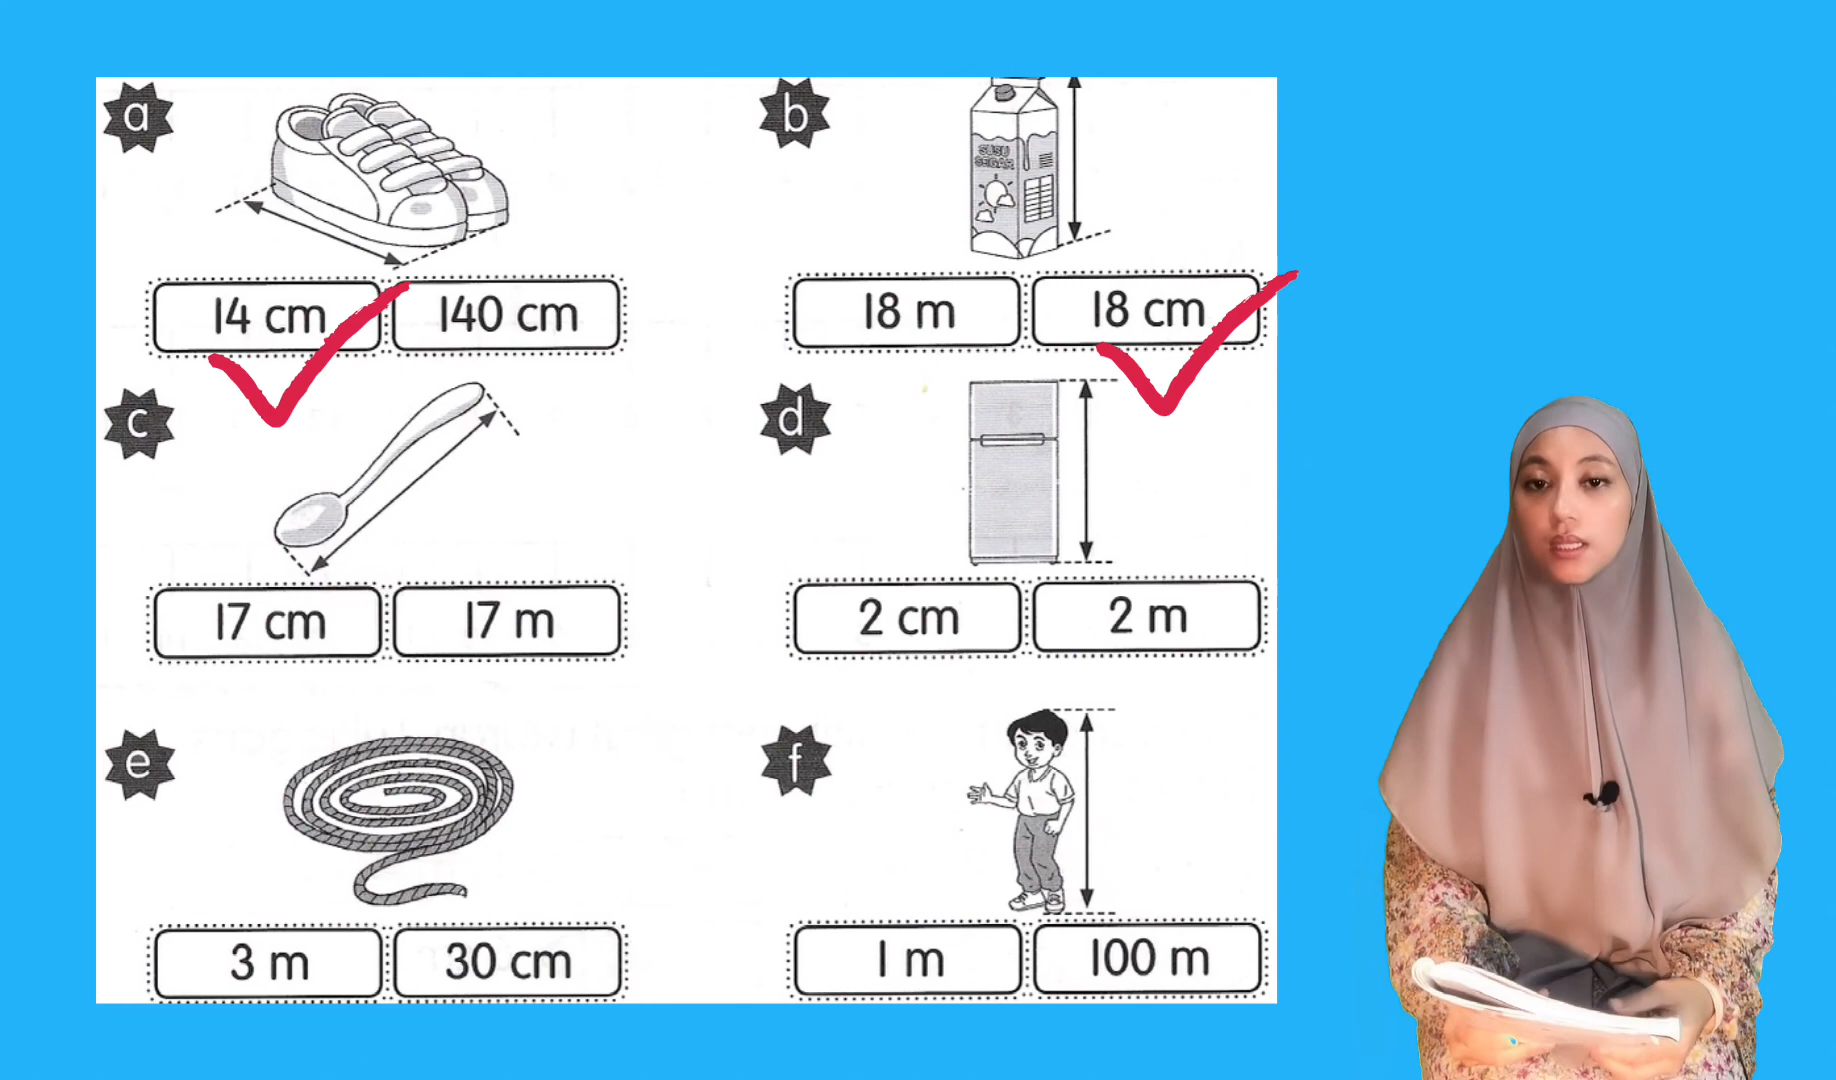 a
b
SUSU
SEGAR
14 cm
140 cm
18 m
18 cm
c
d
17 cm
17 m
2 cm
2 m
e
f
3 m
30 cm
1 m
100 m